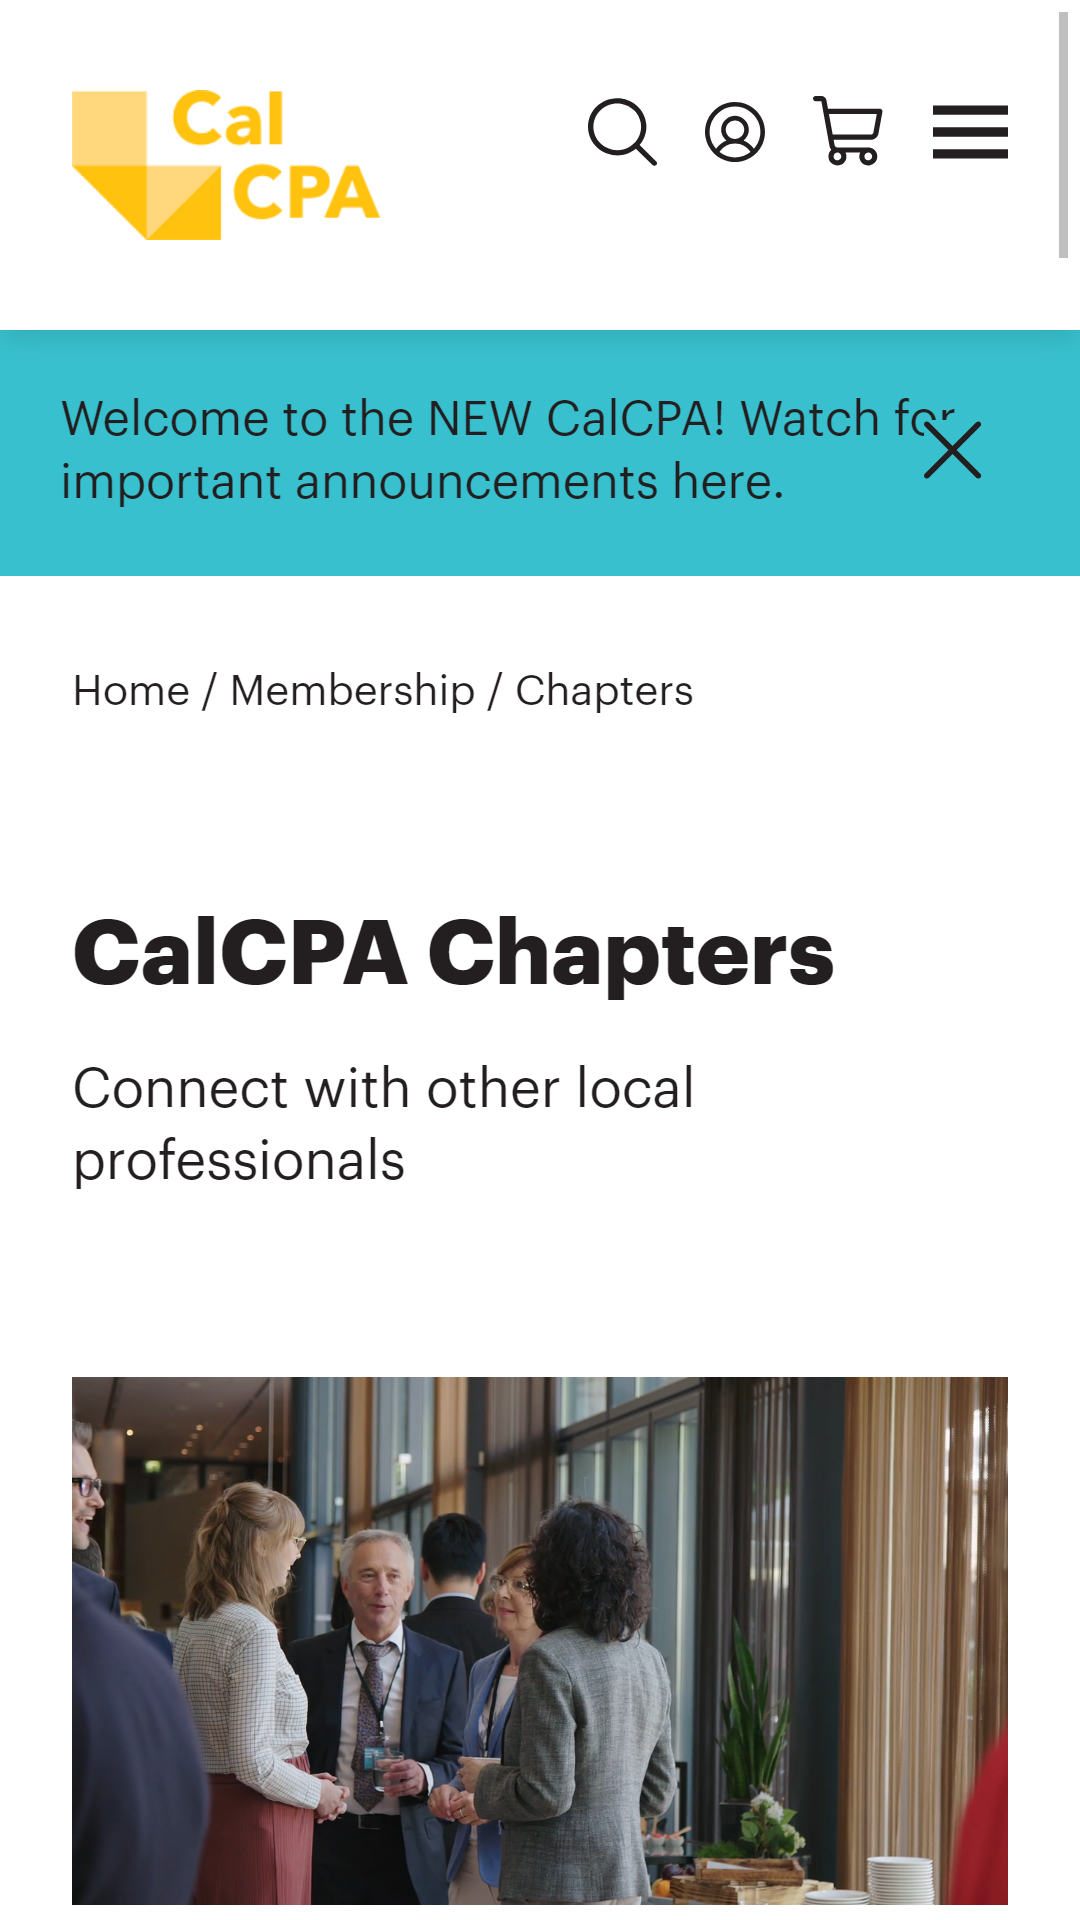 Cal
CPA
Welcome to the NEW CalCPA! Watch for
important announcements here.
Home / Membership / Chapters
CalCPA Chapters
Connect with other local
professionals